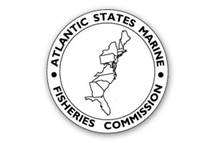 ATLANTIC STATES MARINE
FISHERIES COMMISSION